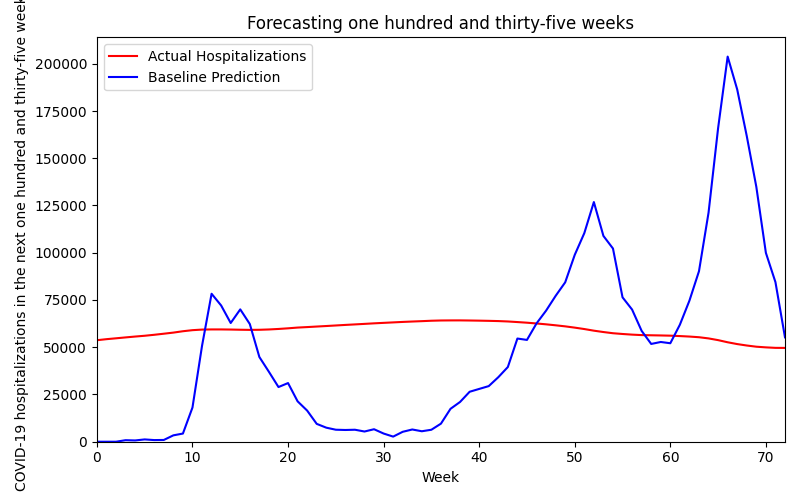 Forecasting one hundred and thirty-five weeks
Actual Hospitalizations
Baseline Prediction
COVID-19 hospitalizations in the next one hundred and thirty-five week
200000
175000
150000
125000
100000
75000
50000
25000
0
0 10 20 30 40 50 60 70
Week